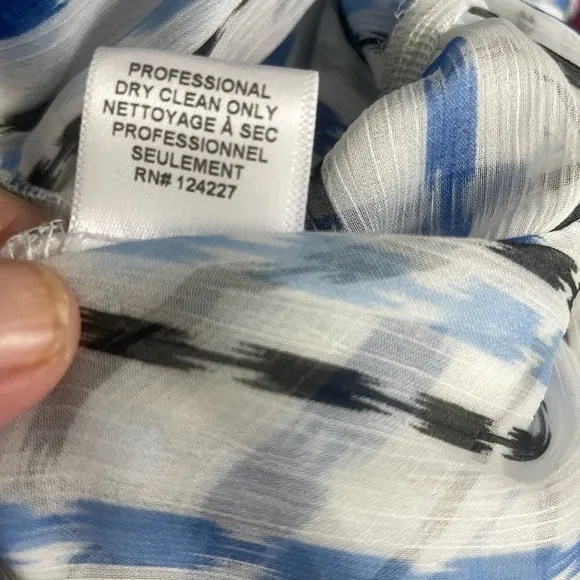 PROFESSIONAL
DRY CLEAN ONLY
NETTOYAGE À SEC
PROFESSIONNEL
SEULEMENT
RN# 124227